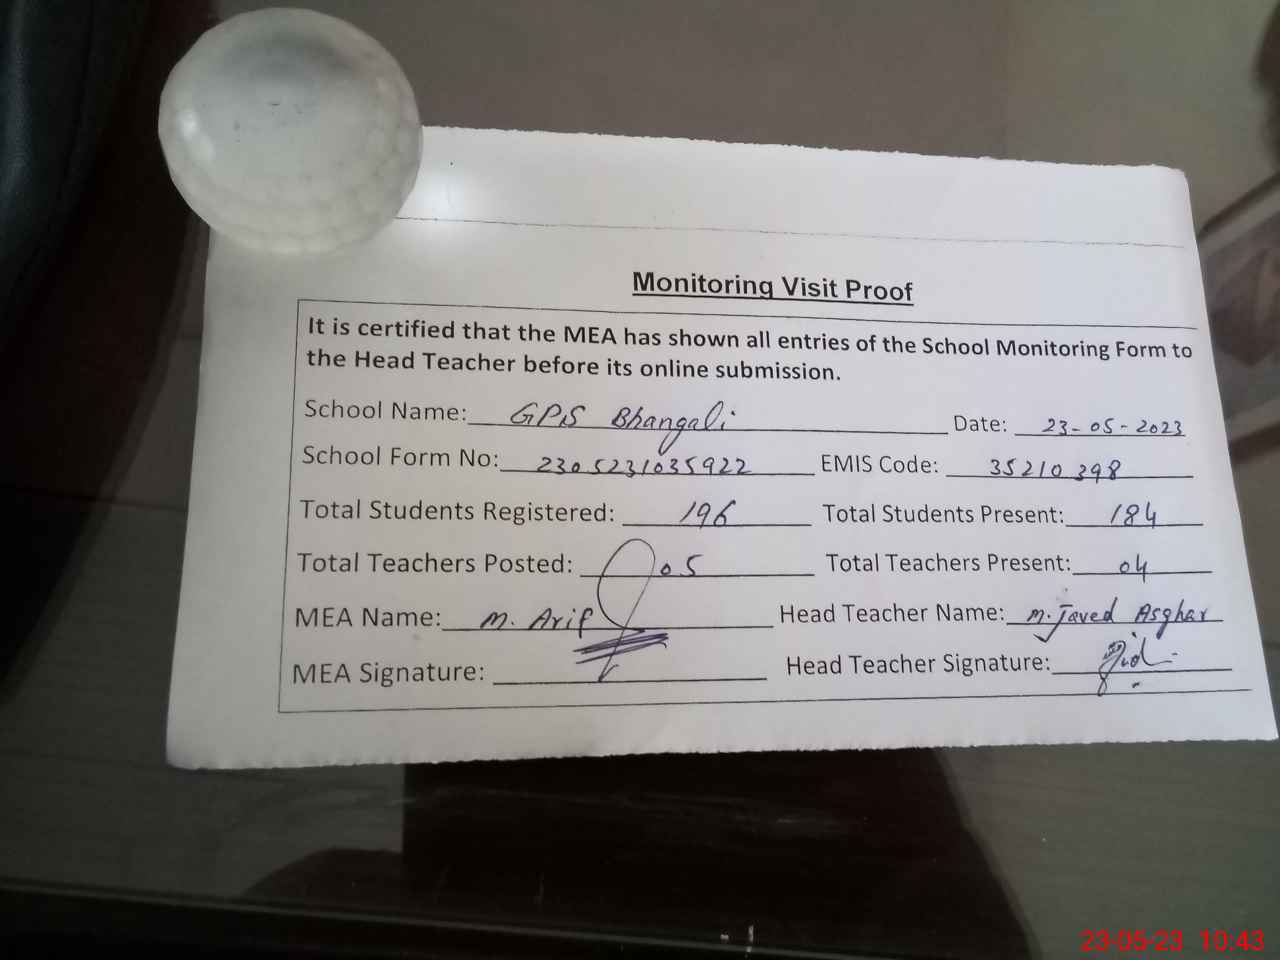 Monitoring Visit Proof
It is certified that the MEA has shown all entries of the School Monitoring Form to
the Head Teacher before its online submission.
School Name: GPS Bhangali Date: 23-05-2023
School Form No: 2305231035922 EMIS Code: 35210398
Total Students Registered: 196 Total Students Present: 184
Total Teachers Posted: 05 Total Teachers Present: 04
MEA Name: M. Arif Head Teacher Name: M. Javed Asghar
MEA Signature: Head Teacher Signature:
23-05-23 10:43